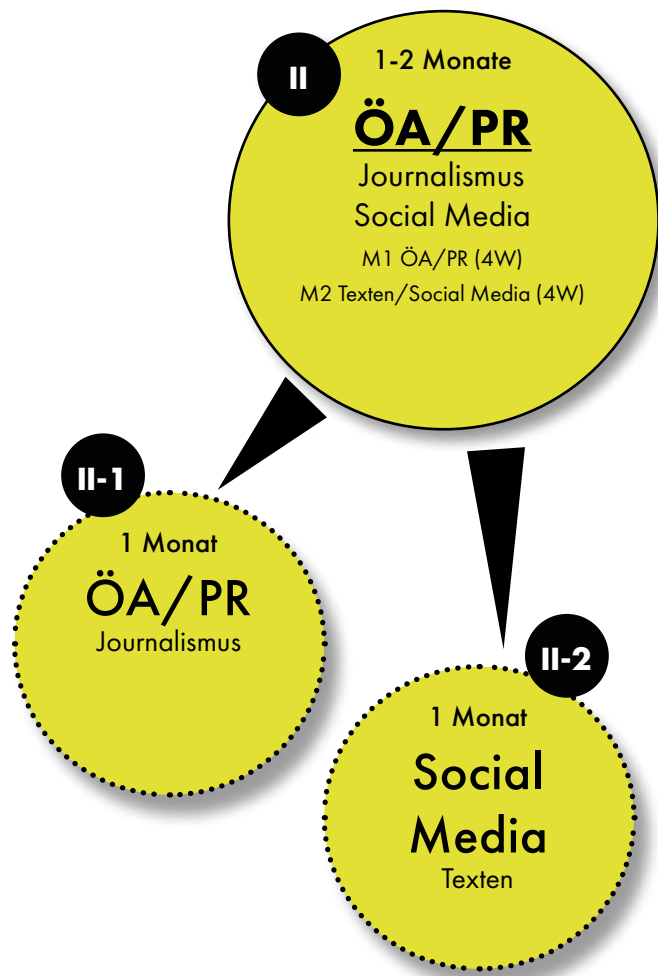 II
1-2 Monate
ÖA/PR
Journalismus
Social Media
M1 ÖA/PR (4W)
M2 Texten/Social Media (4W)
II-1
1 Monat
ÖA/PR
Journalismus
II-2
1 Monat
Social
Media
Texten